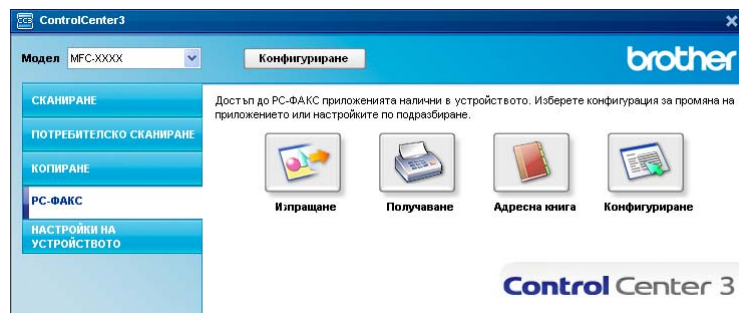 ControlCenter3
Модел MFC-XXXX Конфигуриране brother
СКАНИРАНЕ
ПОТРЕБИТЕЛСКО СКАНИРАНЕ
КОПИРАНЕ
PC-ФАКС
НАСТРОЙКИ НА
УСТРОЙСТВОТО
Достъп до PC-ФАКС приложенията налични в устройството. Изберете конфигурация за промяна на
приложението или настройките по подразбиране.
Изпращане Получаване Адресна книга Конфигуриране
Control Center 3